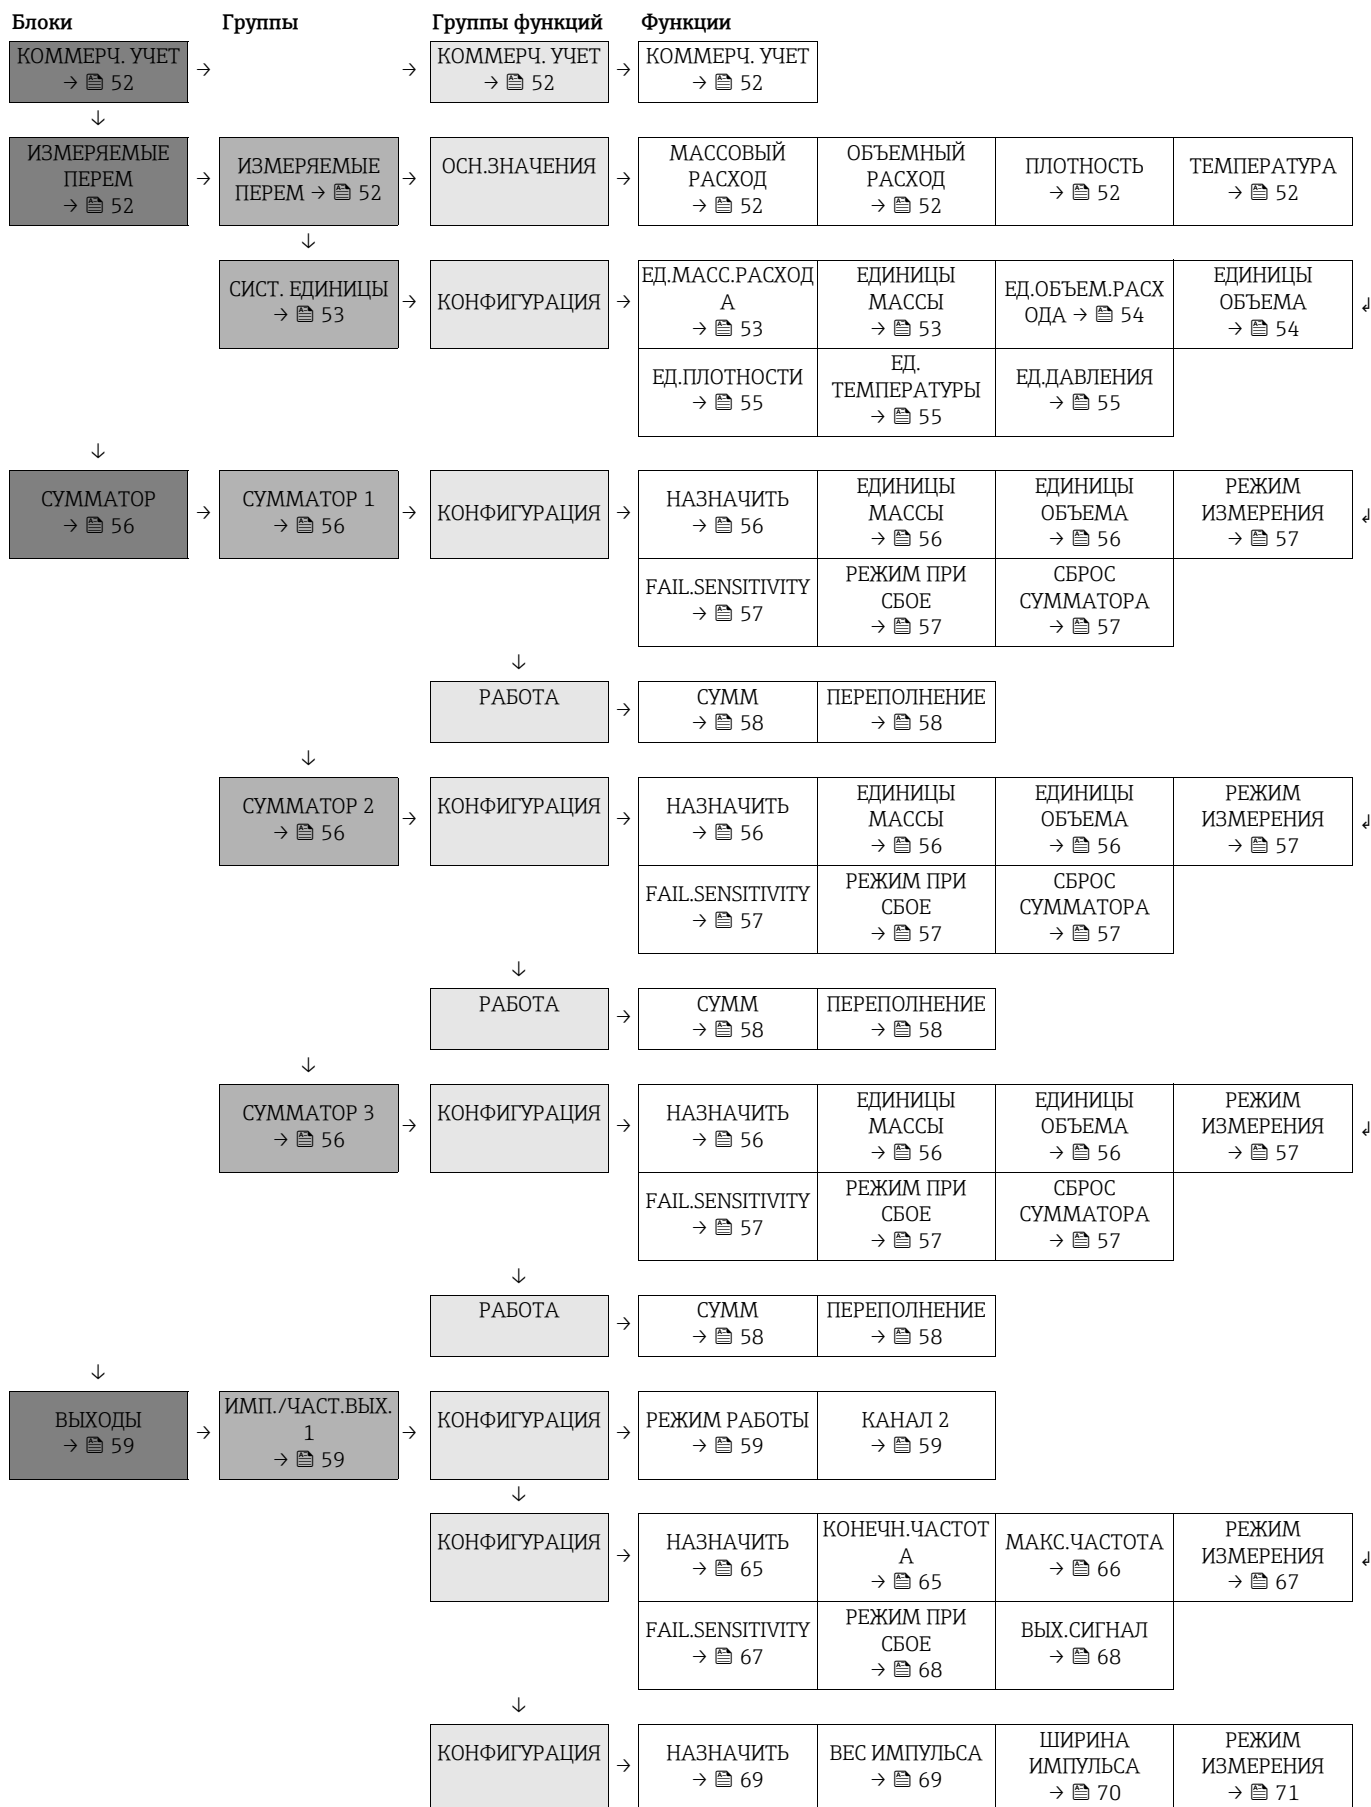 Блоки Группы Группы функций Функции
КОММЕРЧ. УЧЕТ
→ 52
→
→
КОММЕРЧ. УЧЕТ
→ 52
→
КОММЕРЧ. УЧЕТ
→ 52
↓
ИЗМЕРЯЕМЫЕ
ПЕРЕМ
→ 52
→
ИЗМЕРЯЕМЫЕ
ПЕРЕМ → 52
→
ОСН.ЗНАЧЕНИЯ
→
МАССОВЫЙ
РАСХОД
→ 52
ОБЪЕМНЫЙ
РАСХОД
→ 52
ПЛОТНОСТЬ
→ 52
ТЕМПЕРАТУРА
→ 52
↓
СИСТ. ЕДИНИЦЫ
→ 53
→
КОНФИГУРАЦИЯ
→
ЕД.МАСС.РАСХОД
А
→ 53
ЕДИНИЦЫ
МАССЫ
→ 53
ЕД.ОБЪЕМ.РАСХ
ОДА → 54
ЕДИНИЦЫ
ОБЪЕМА
→ 54
↲
ЕД.ПЛОТНОСТИ
→ 55
ЕД.
ТЕМПЕРАТУРЫ
→ 55
ЕД.ДАВЛЕНИЯ
→ 55
↓
СУММАТОР
→ 56
→
СУММАТОР 1
→ 56
→
КОНФИГУРАЦИЯ
→
НАЗНАЧИТЬ
→ 56
ЕДИНИЦЫ
МАССЫ
→ 56
ЕДИНИЦЫ
ОБЪЕМА
→ 56
РЕЖИМ
ИЗМЕРЕНИЯ
→ 57
↲
FAIL.SENSITIVITY
→ 57
РЕЖИМ ПРИ
СБОЕ
→ 57
СБРОС
СУММАТОРА
→ 57
↓
РАБОТА
→
СУММ
→ 58
ПЕРЕПОЛНЕНИЕ
→ 58
↓
СУММАТОР 2
→ 56
→
КОНФИГУРАЦИЯ
→
НАЗНАЧИТЬ
→ 56
ЕДИНИЦЫ
МАССЫ
→ 56
ЕДИНИЦЫ
ОБЪЕМА
→ 56
РЕЖИМ
ИЗМЕРЕНИЯ
→ 57
↲
FAIL.SENSITIVITY
→ 57
РЕЖИМ ПРИ
СБОЕ
→ 57
СБРОС
СУММАТОРА
→ 57
↓
РАБОТА
→
СУММ
→ 58
ПЕРЕПОЛНЕНИЕ
→ 58
↓
СУММАТОР 3
→ 56
→
КОНФИГУРАЦИЯ
→
НАЗНАЧИТЬ
→ 56
ЕДИНИЦЫ
МАССЫ
→ 56
ЕДИНИЦЫ
ОБЪЕМА
→ 56
РЕЖИМ
ИЗМЕРЕНИЯ
→ 57
↲
FAIL.SENSITIVITY
→ 57
РЕЖИМ ПРИ
СБОЕ
→ 57
СБРОС
СУММАТОРА
→ 57
↓
РАБОТА
→
СУММ
→ 58
ПЕРЕПОЛНЕНИЕ
→ 58
↓
ВЫХОДЫ
→ 59
→
ИМП./ЧАСТ.ВЫХ.
1
→ 59
→
КОНФИГУРАЦИЯ
→
РЕЖИМ РАБОТЫ
→ 59
КАНАЛ 2
→ 59
↓
КОНФИГУРАЦИЯ
→
НАЗНАЧИТЬ
→ 65
КОНЕЧН.ЧАСТОТ
А
→ 65
МАКС.ЧАСТОТА
→ 66
РЕЖИМ
ИЗМЕРЕНИЯ
→ 67
↲
FAIL.SENSITIVITY
→ 67
РЕЖИМ ПРИ
СБОЕ
→ 68
ВЫХ.СИГНАЛ
→ 68
↓
КОНФИГУРАЦИЯ
→
НАЗНАЧИТЬ
→ 69
ВЕС ИМПУЛЬСА
→ 69
ШИРИНА
ИМПУЛЬСА
→ 70
РЕЖИМ
ИЗМЕРЕНИЯ
→ 71